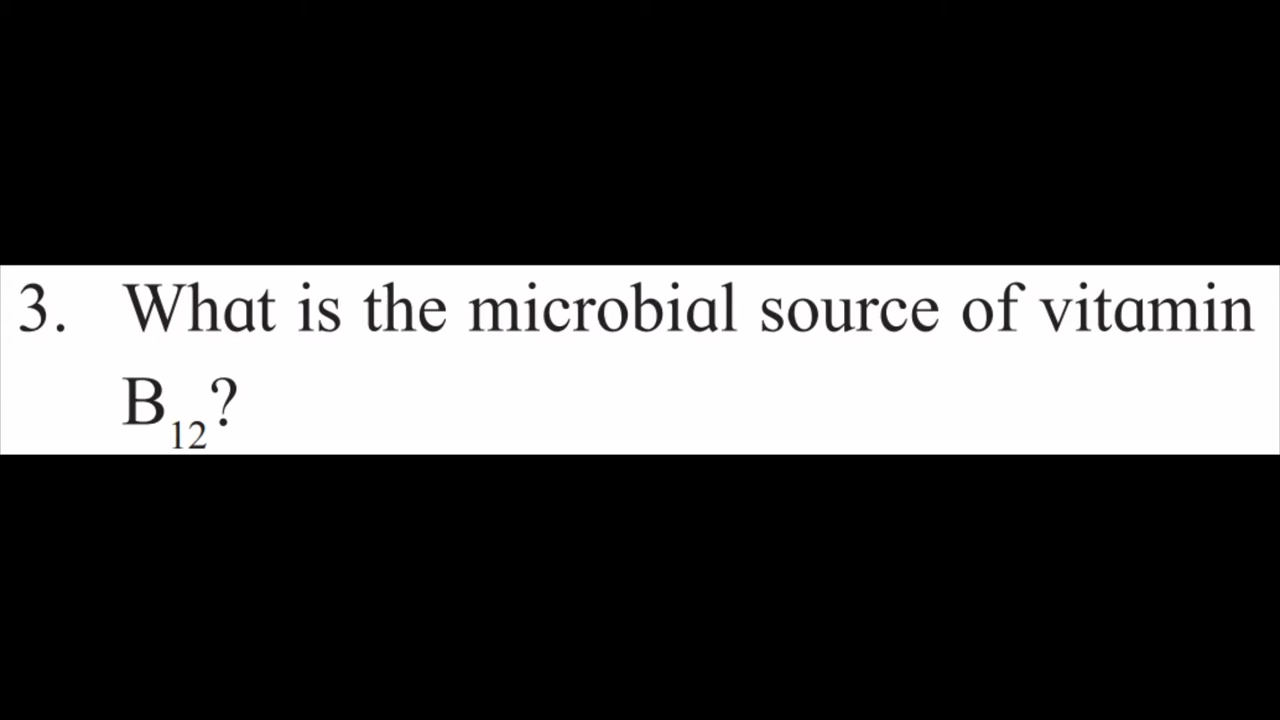 3. What is the microbial source of vitamin
B₁₂?